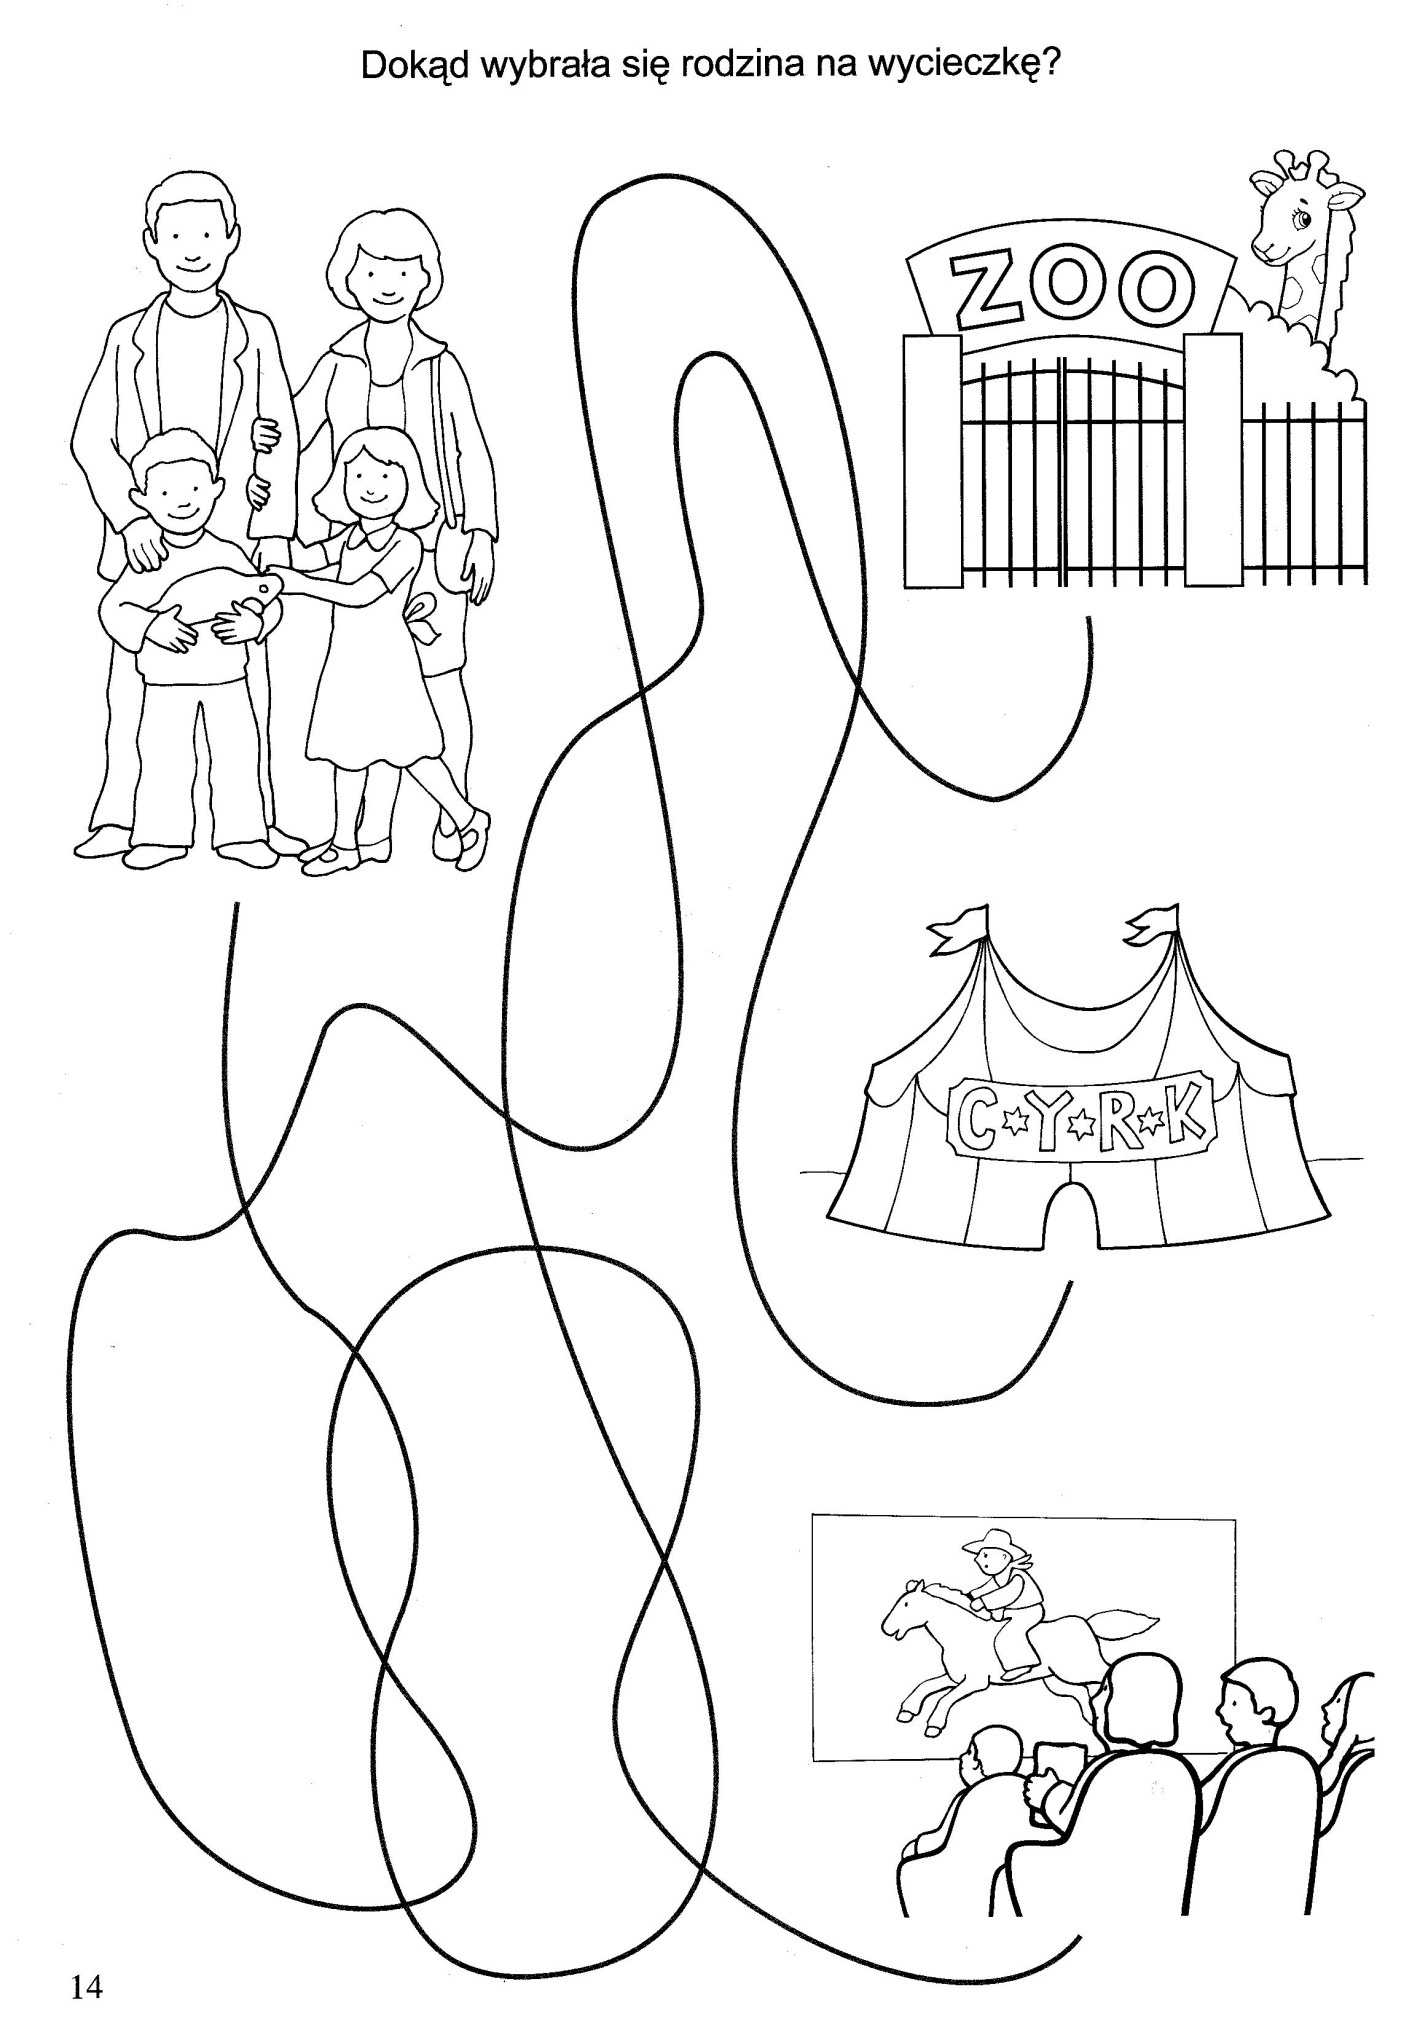 Dokąd wybrała się rodzina na wycieczkę?
ZOO
C★Y★R★K
14